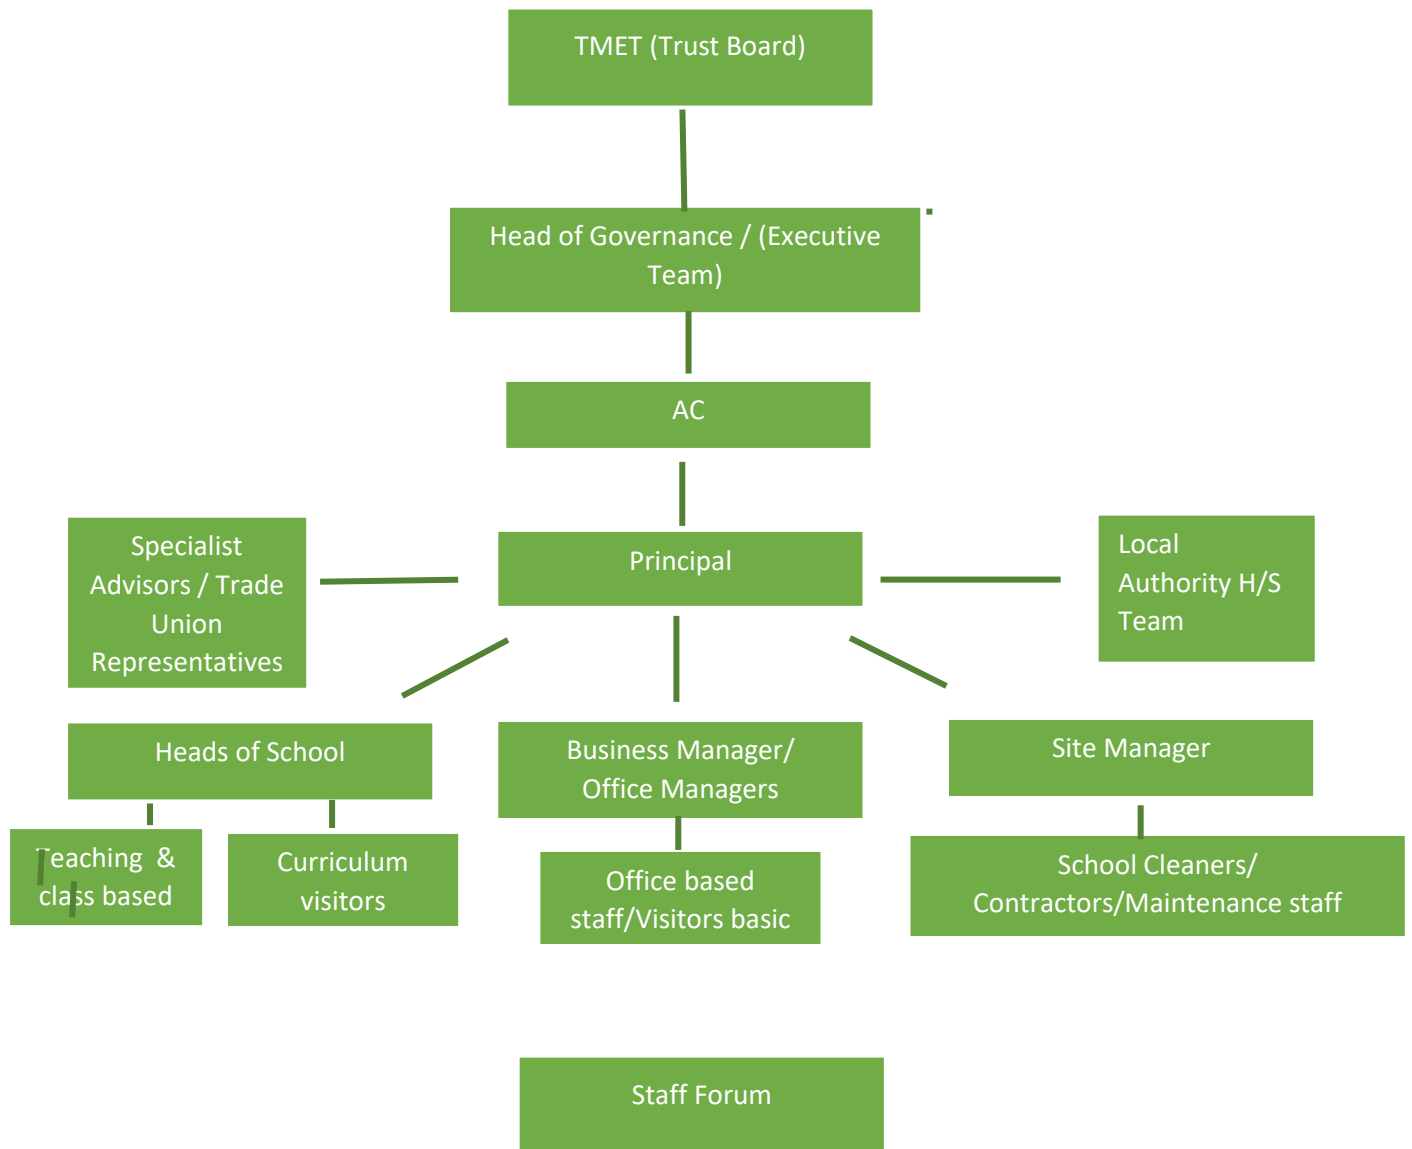 TMET (Trust Board)
Head of Governance / (Executive
Team)
AC
Specialist
Advisors / Trade
Union
Representatives
Principal
Local
Authority H/S
Team
Heads of School
Business Manager/
Office Managers
Site Manager
Teaching & 
class based
Curriculum
visitors
Office based
staff/Visitors basic
School Cleaners/
Contractors/Maintenance staff
Staff Forum